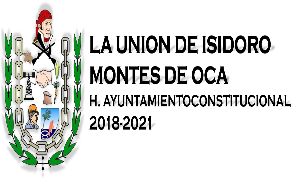 LA UNION DE ISIDORO
MONTES DE OCA
H. AYUNTAMIENTOCONSTITUCIONAL
2018-2021